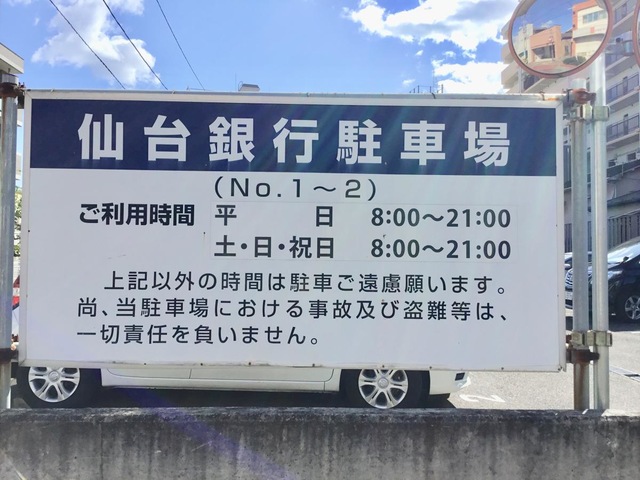 仙台銀行駐車場
(No.1～2)
ご利用時間 平 日 8:00～21:00
土・日・祝日 8:00～21:00
上記以外の時間は駐車ご遠慮願います。
尚、当駐車場における事故及び盗難等は、
一切責任を負いません。